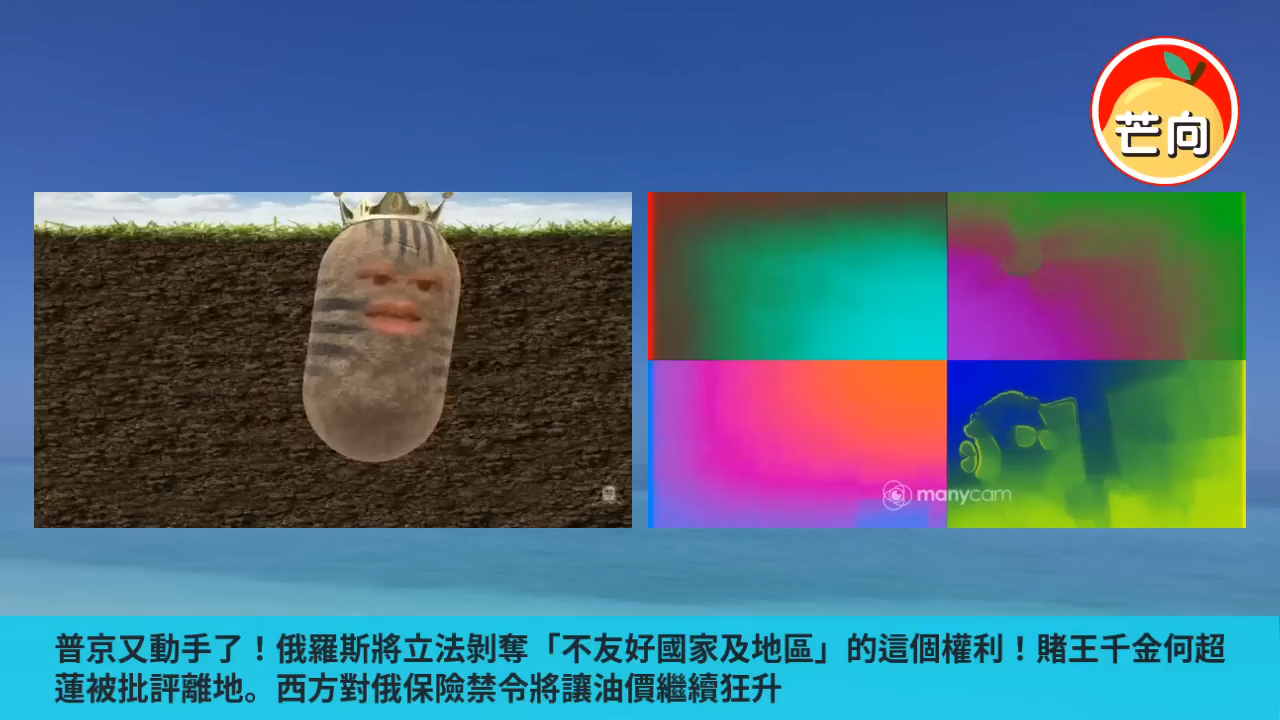 芒向
manycam
普京又動手了！俄羅斯將立法剝奪「不友好國家及地區」的這個權利！賭王千金何超
蓮被批評離地。西方對俄保險禁令將讓油價繼續狂升